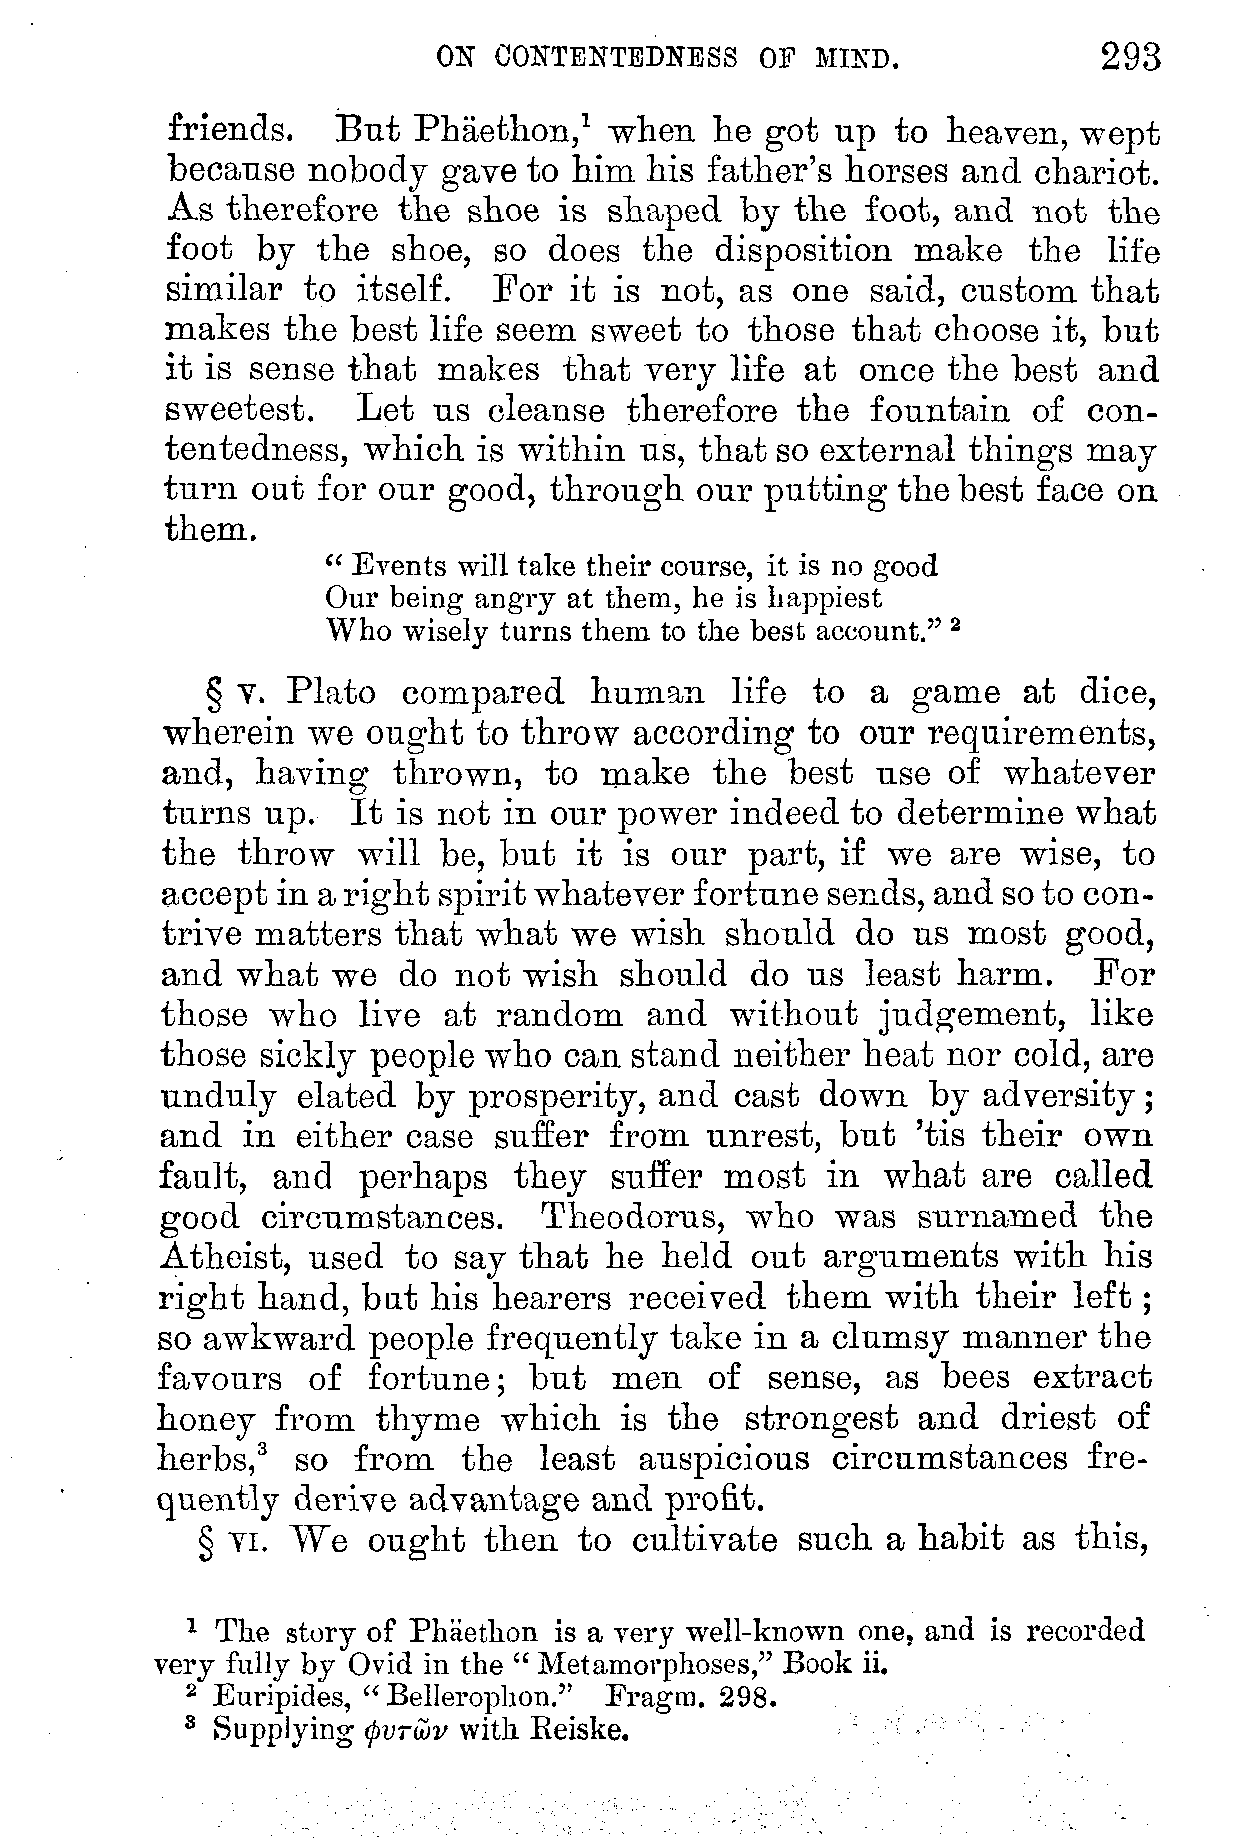 ON CONTENTEDNESS OF MIND. 293
friends. But Phäethon,¹ when he got up to heaven, wept
because nobody gave to him his father's horses and chariot.
As therefore the shoe is shaped by the foot, and not the
foot by the shoe, so does the disposition make the life
similar to itself. For it is not, as one said, custom that
makes the best life seem sweet to those that choose it, but
it is sense that makes that very life at once the best and
sweetest. Let us cleanse therefore the fountain of con-
tentedness, which is within us, that so external things may
turn out for our good, through our putting the best face on
them.
“ Events will take their course, it is no good
Our being angry at them, he is happiest
Who wisely turns them to the best account.” ²
§ v. Plato compared human life to a game at dice,
wherein we ought to throw according to our requirements,
and, having thrown, to make the best use of whatever
turns up. It is not in our power indeed to determine what
the throw will be, but it is our part, if we are wise, to
accept in a right spirit whatever fortune sends, and so to con-
trive matters that what we wish should do us most good,
and what we do not wish should do us least harm. For
those who live at random and without judgement, like
those sickly people who can stand neither heat nor cold, are
unduly elated by prosperity, and cast down by adversity ;
and in either case suffer from unrest, but 'tis their own
fault, and perhaps they suffer most in what are called
good circumstances. Theodorus, who was surnamed the
Atheist, used to say that he held out arguments with his
right hand, but his hearers received them with their left ;
so awkward people frequently take in a clumsy manner the
favours of fortune ; but men of sense, as bees extract
honey from thyme which is the strongest and driest of
herbs,³ so from the least auspicious circumstances fre-
quently derive advantage and profit.
§ vi. We ought then to cultivate such a habit as this,
¹ The story of Phäethon is a very well-known one, and is recorded
very fully by Ovid in the “ Metamorphoses,” Book ii.
² Euripides, “ Bellerophon.” Fragm. 298.
³ Supplying φυτῶν with Reiske.